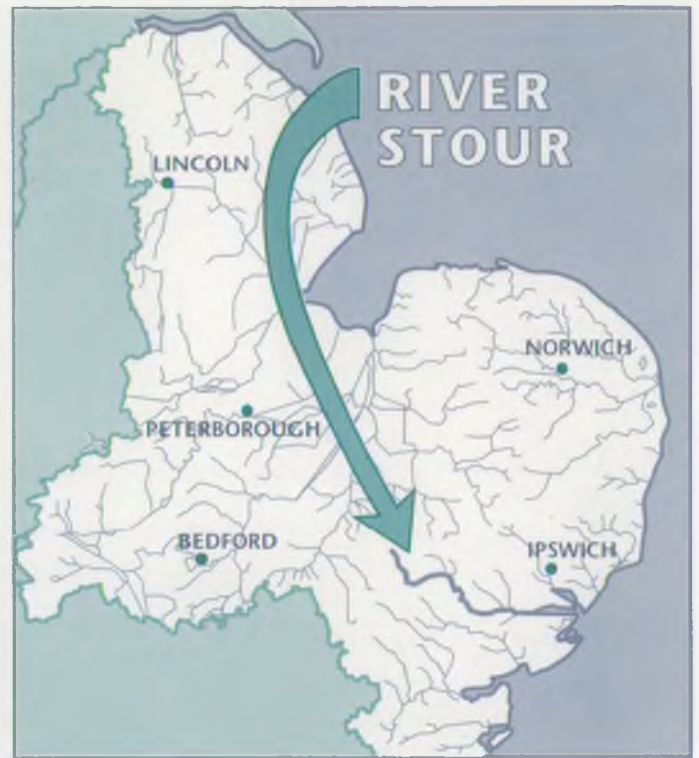 RIVER
STOUR
LINCOLN
NORWICH
PETERBOROUGH
BEDFORD
IPSWICH